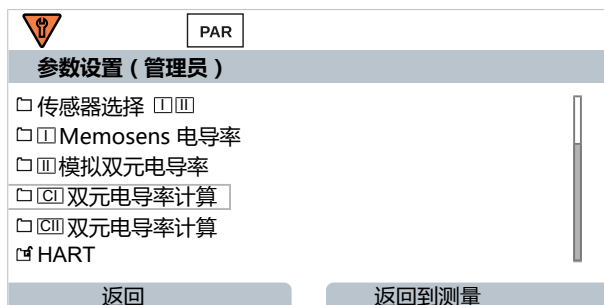 PAR
参数设置（管理员）
传感器选择 I II
I Memosens 电导率
II 模拟双元电导率
CI 双元电导率计算
CII 双元电导率计算
HART
返回 返回到测量